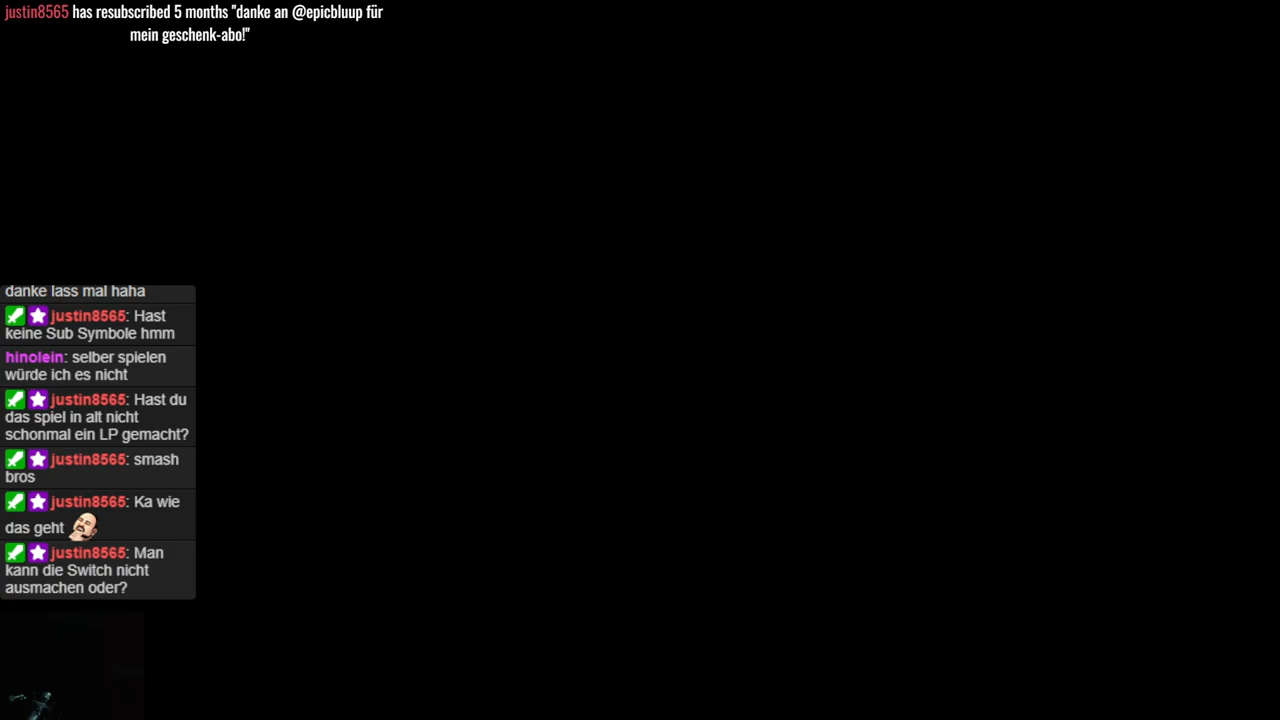 justin8565 has resubscribed 5 months "danke an @epicbluup für
mein geschenk-abo!"
danke lass mal haha
justin8565: Hast
keine Sub Symbole hmm
hinolein: selber spielen
würde ich es nicht
justin8565: Hast du
das spiel in alt nicht
schonmal ein LP gemacht?
justin8565: smash
bros
justin8565: Ka wie
das geht
justin8565: Man
kann die Switch nicht
ausmachen oder?